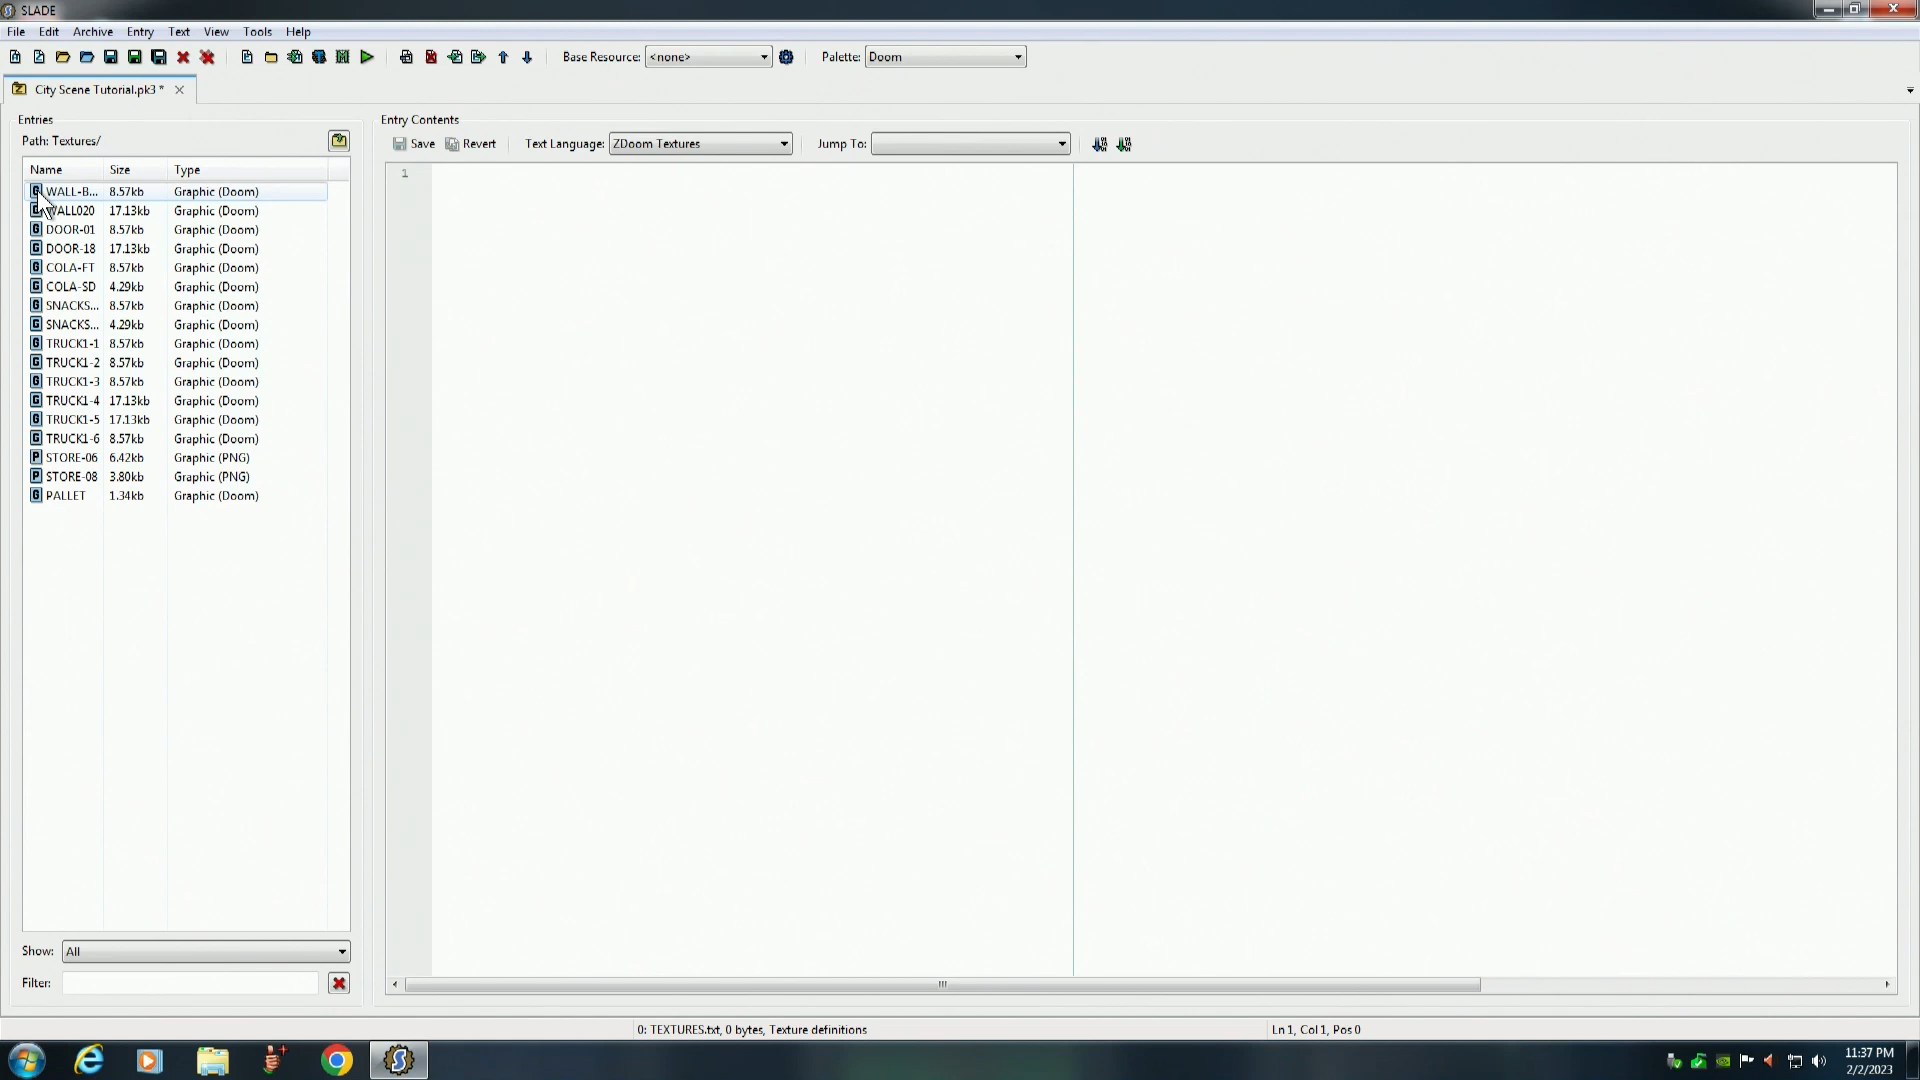 SLADE
File Edit Archive Entry Text View Tools Help
Base Resource: <none> Palette: Doom
City Scene Tutorial.pk3 *
Entries
Path: Textures/
Name Size Type
WALL-B... 8.57kb Graphic (Doom)
WALL020 17.13kb Graphic (Doom)
DOOR-01 8.57kb Graphic (Doom)
DOOR-18 17.13kb Graphic (Doom)
COLA-FT 8.57kb Graphic (Doom)
COLA-SD 4.29kb Graphic (Doom)
SNACKS... 8.57kb Graphic (Doom)
SNACKS... 4.29kb Graphic (Doom)
TRUCK1-1 8.57kb Graphic (Doom)
TRUCK1-2 8.57kb Graphic (Doom)
TRUCK1-3 8.57kb Graphic (Doom)
TRUCK1-4 17.13kb Graphic (Doom)
TRUCK1-5 17.13kb Graphic (Doom)
TRUCK1-6 8.57kb Graphic (Doom)
STORE-06 6.42kb Graphic (PNG)
STORE-08 3.80kb Graphic (PNG)
PALLET 1.34kb Graphic (Doom)
Show: All
Filter:
Entry Contents
Save Revert Text Language: ZDoom Textures Jump To:
1
0: TEXTURES.txt, 0 bytes, Texture definitions
Ln 1, Col 1, Pos 0
11:37 PM
2/2/2023